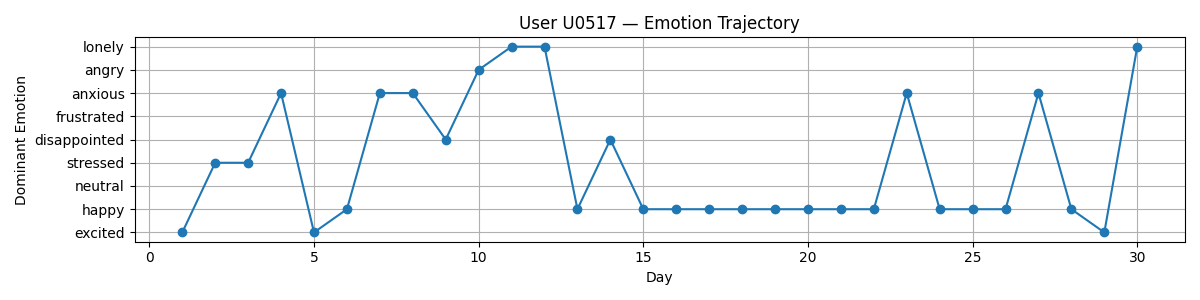 User U0517 — Emotion Trajectory
Dominant Emotion
lonely
angry
anxious
frustrated
disappointed
stressed
neutral
happy
excited
0 5 10 15 20 25 30
Day